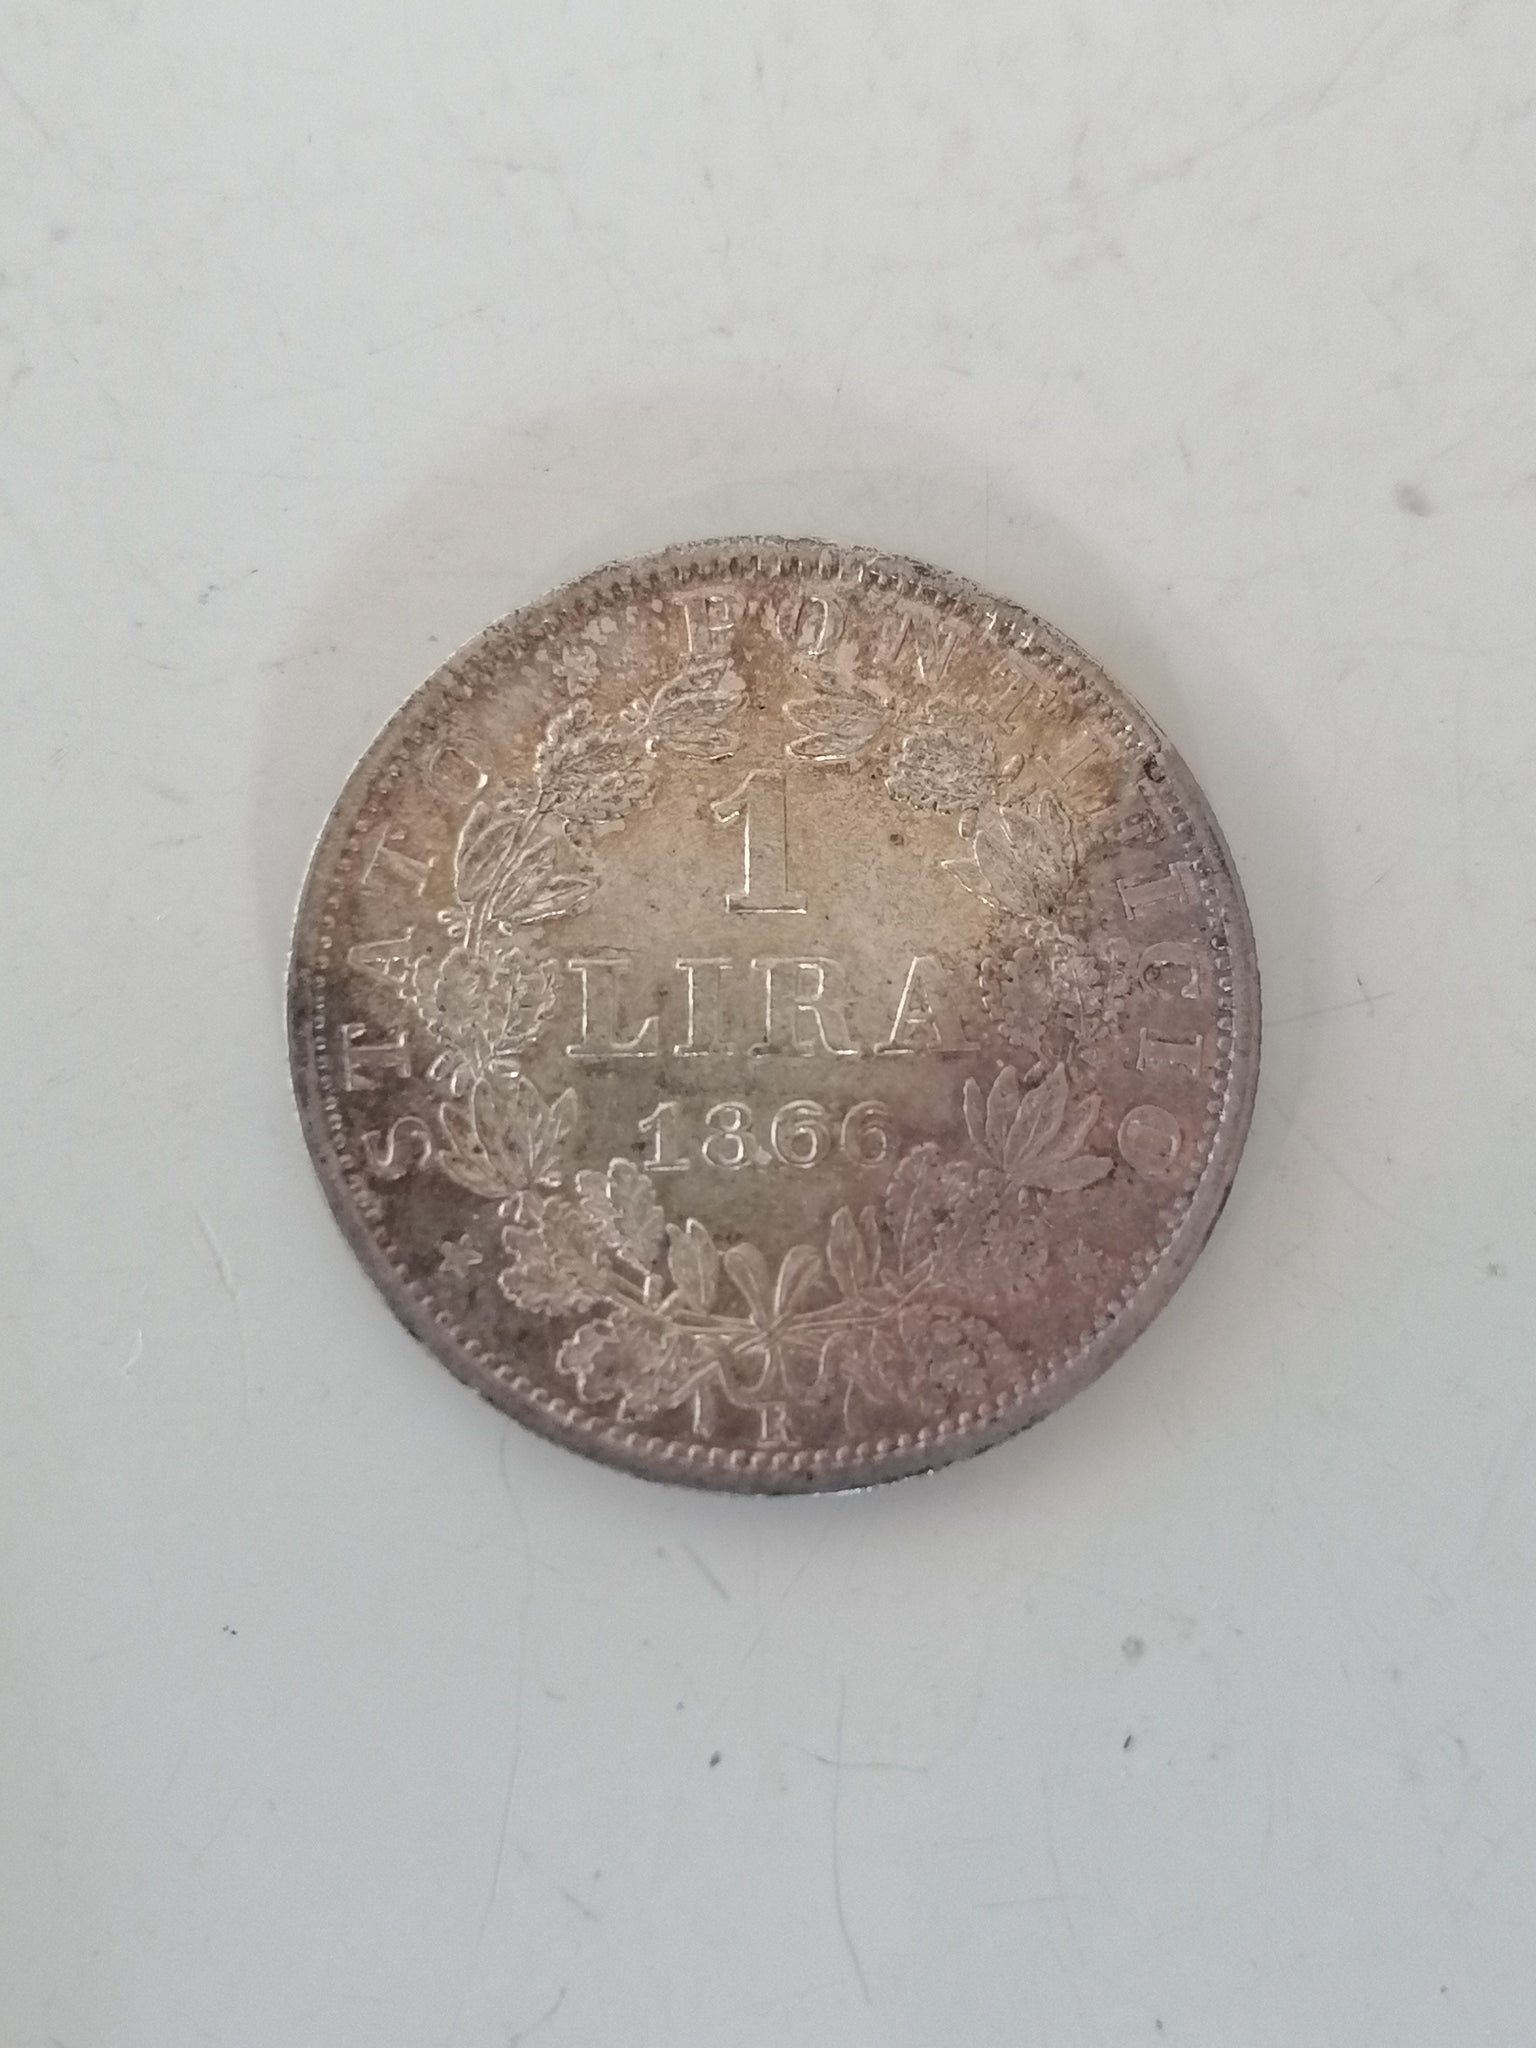 STATO ★ PONTIFICIO ★
1
LIRA
1866
R